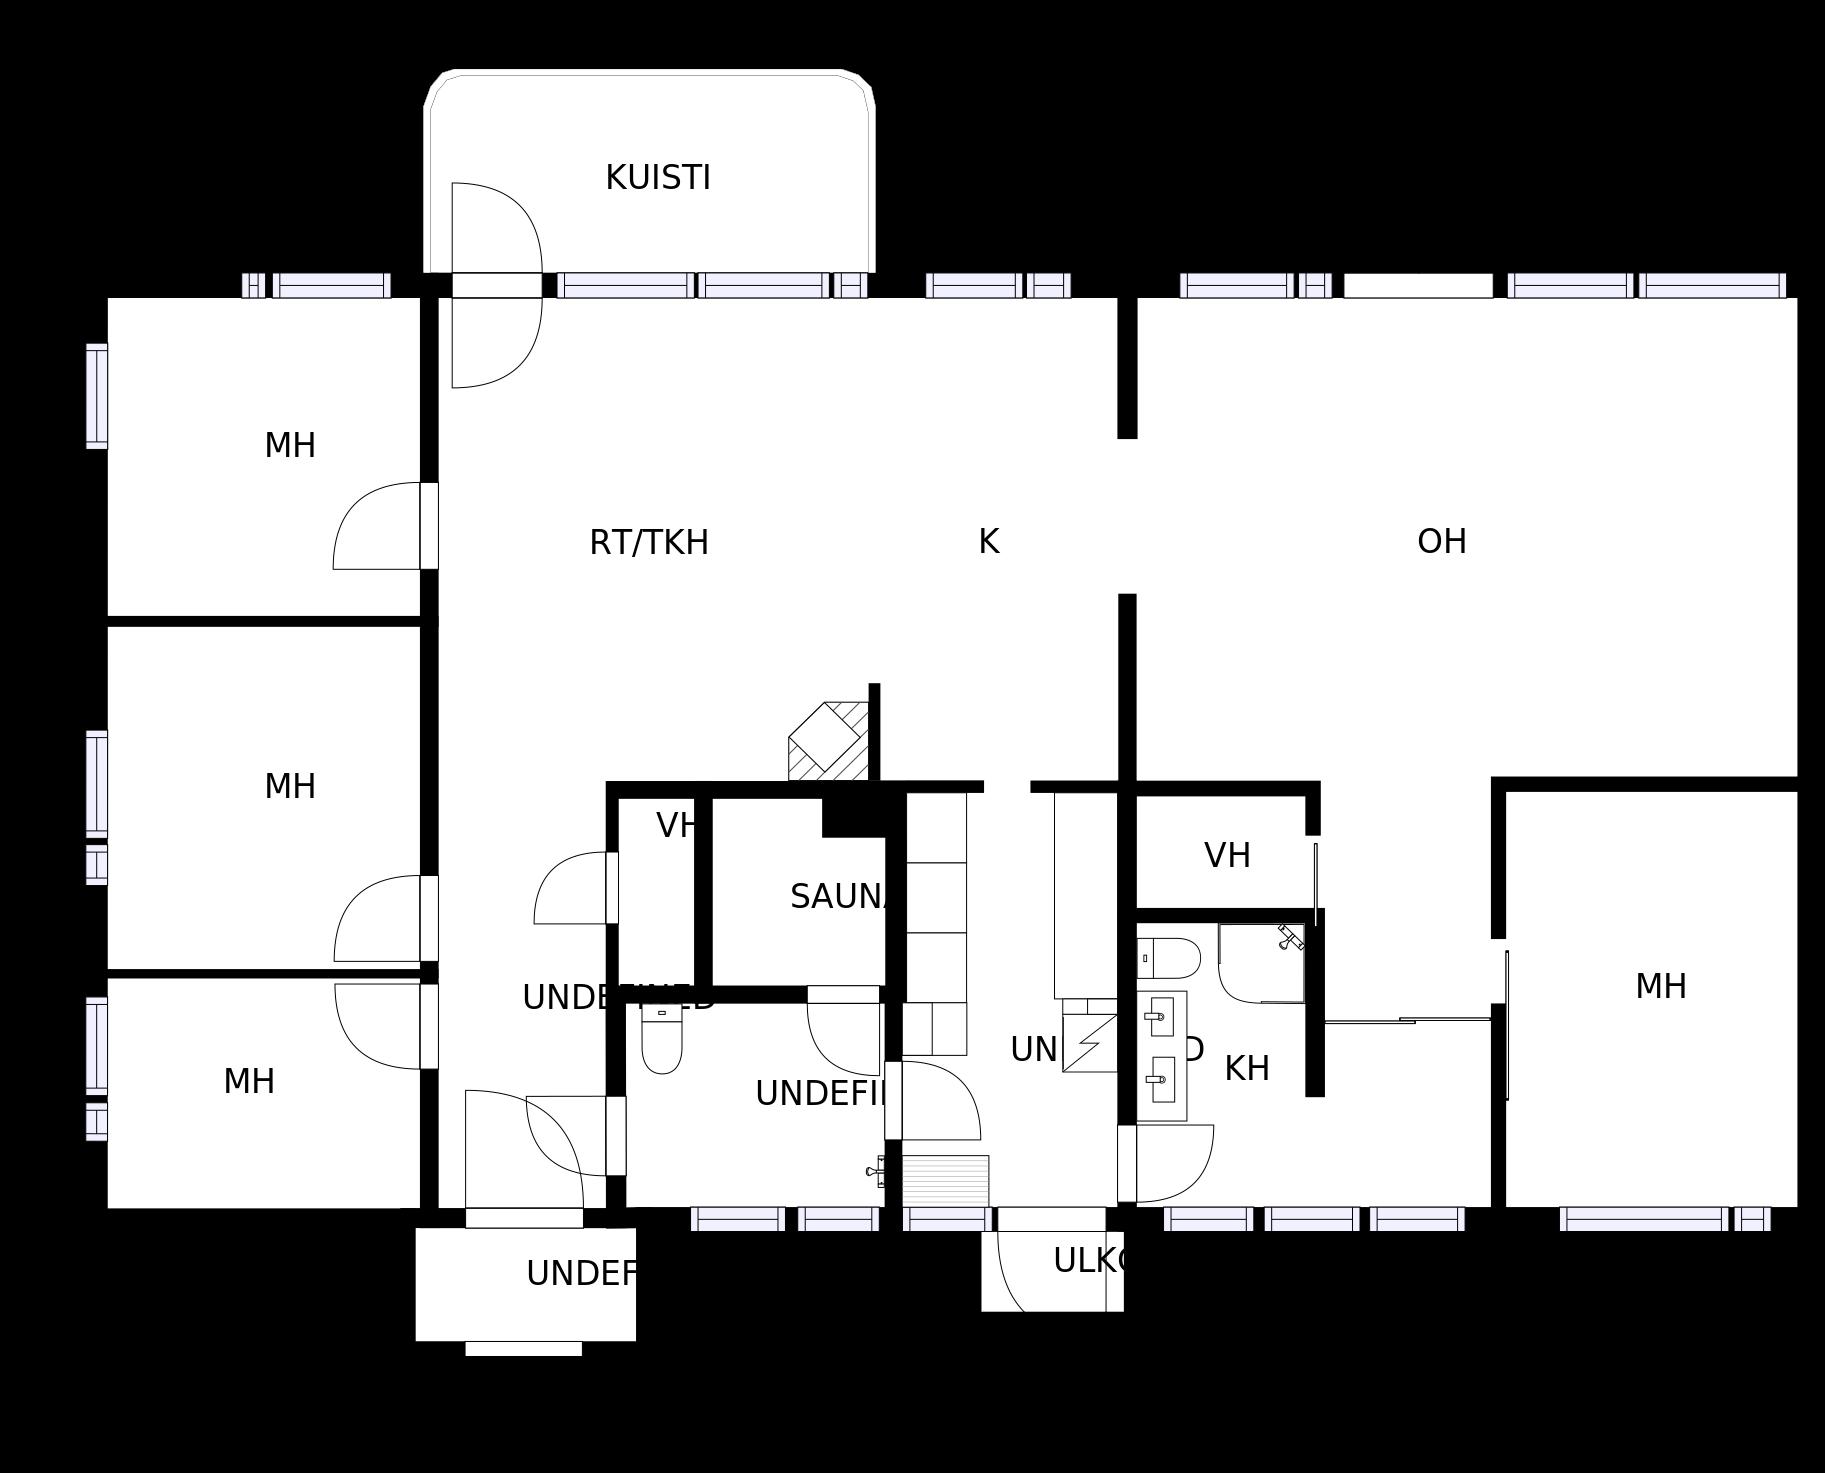 KUISTI
MH
RT/TKH
K
OH
MH
VH
VH
SAUNA
MH
UNDEFINED
UN
D
KH
MH
UNDEFI
UNDEF
ULKO